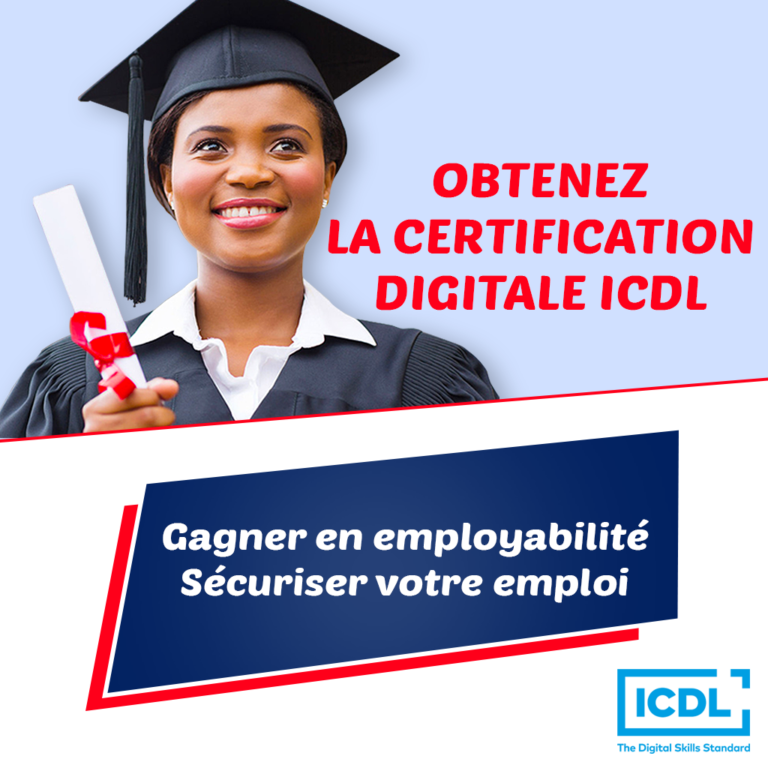 OBTENEZ
LA CERTIFICATION
DIGITALE ICDL
Gagner en employabilité
Sécuriser votre emploi
ICDL
The Digital Skills Standard